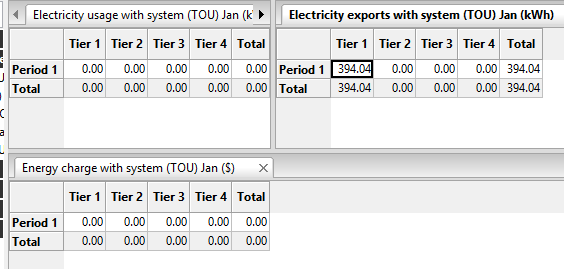 Electricity usage with system (TOU) Jan (k
Tier 1 Tier 2 Tier 3 Tier 4 Total
Period 1 0.00 0.00 0.00 0.00 0.00
Total 0.00 0.00 0.00 0.00 0.00
Electricity exports with system (TOU) Jan (kWh)
Tier 1 Tier 2 Tier 3 Tier 4 Total
Period 1 394.04 0.00 0.00 0.00 394.04
Total 394.04 0.00 0.00 0.00 394.04
Energy charge with system (TOU) Jan ($)
Tier 1 Tier 2 Tier 3 Tier 4 Total
Period 1 0.00 0.00 0.00 0.00 0.00
Total 0.00 0.00 0.00 0.00 0.00